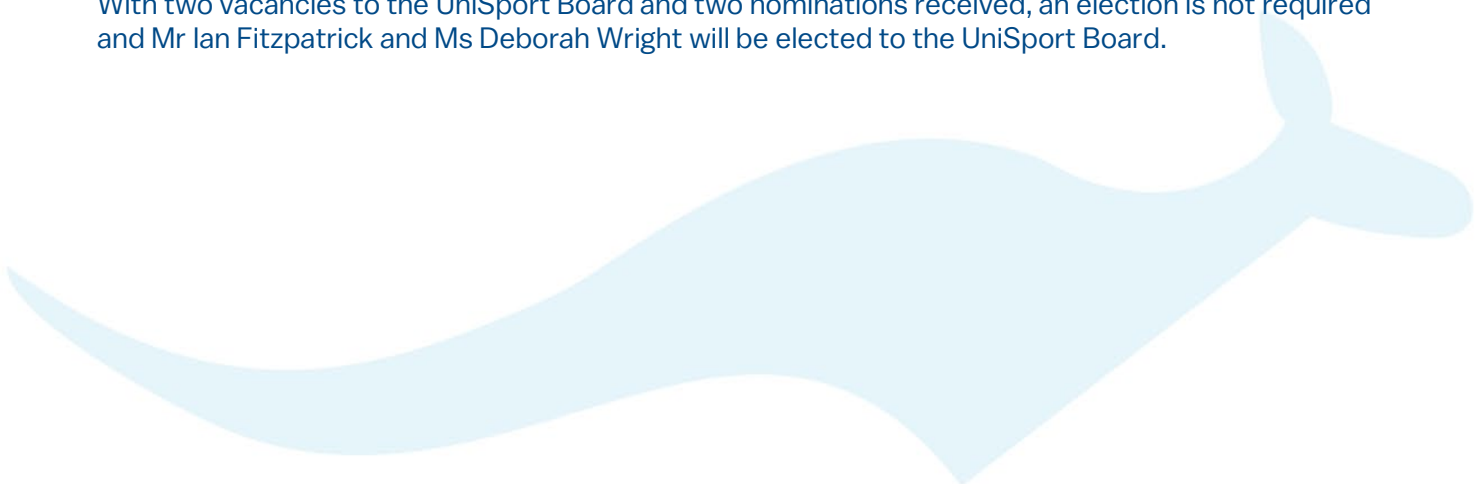 With two vacancies to the UniSport Board and two nominations received, an election is not required
and Mr Ian Fitzpatrick and Ms Deborah Wright will be elected to the UniSport Board.